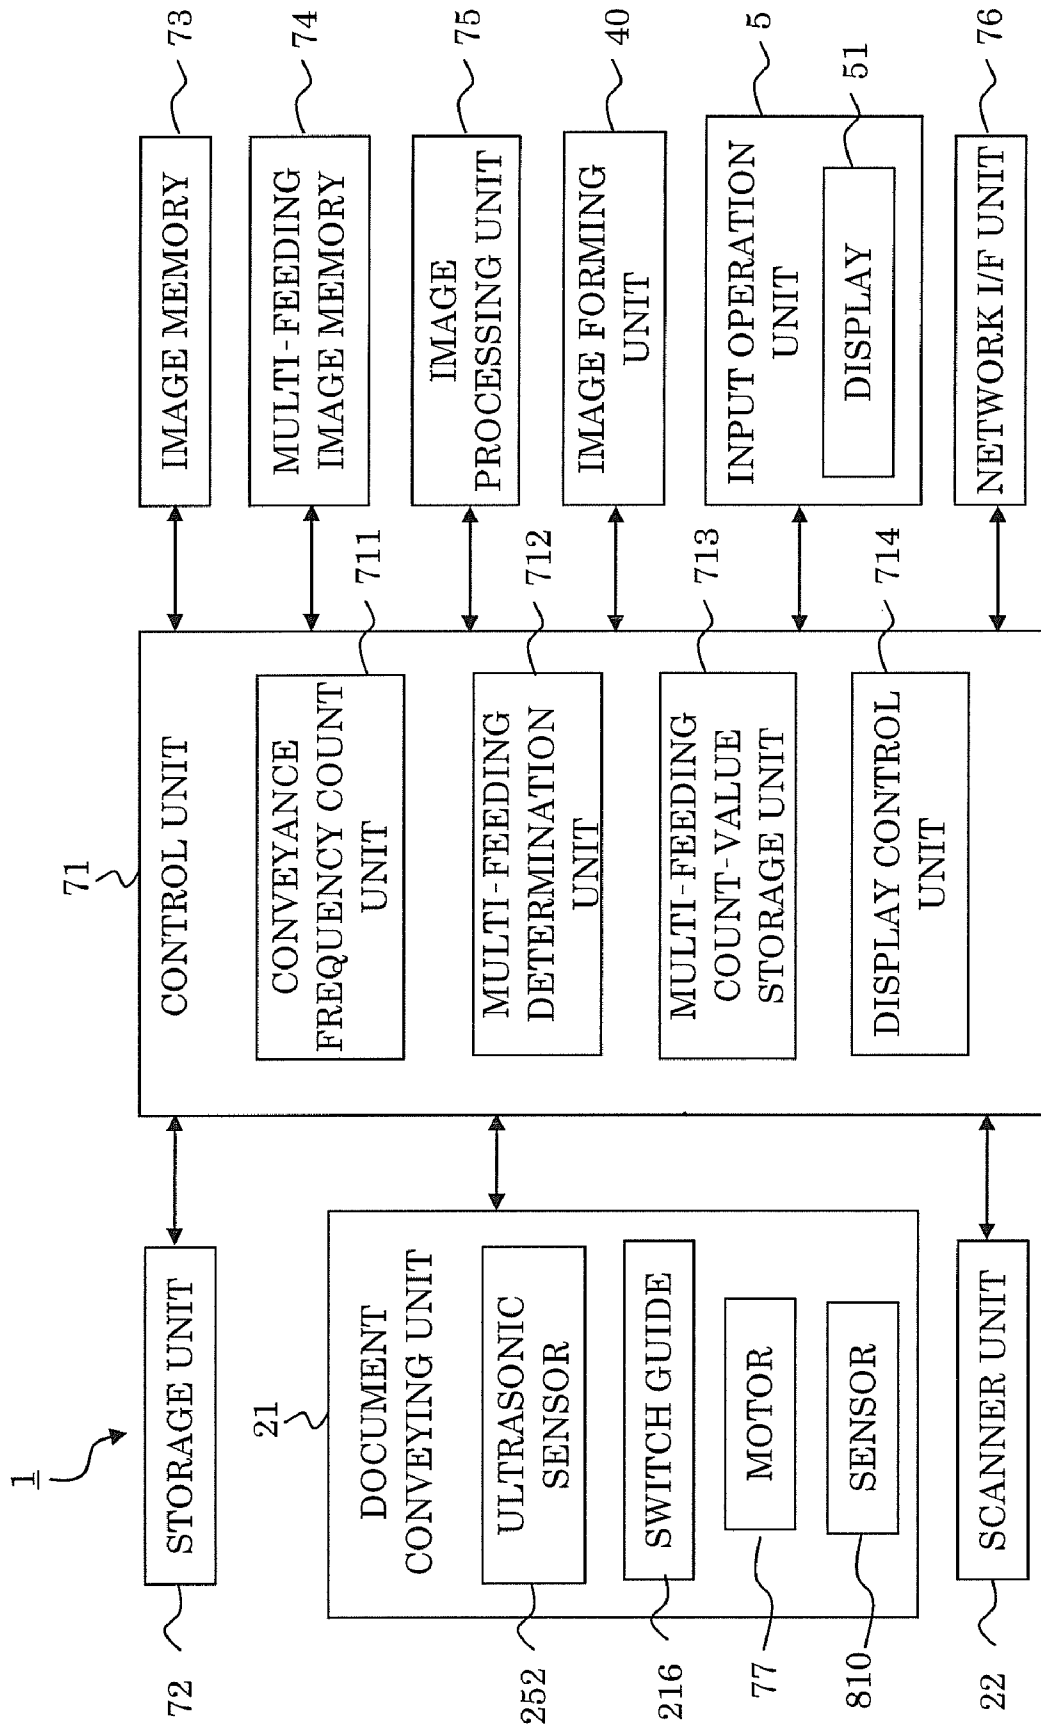 1
72
STORAGE UNIT
21
DOCUMENT
CONVEYING UNIT
252
ULTRASONIC
SENSOR
216
SWITCH GUIDE
77
MOTOR
810
SENSOR
22
SCANNER UNIT
71
CONTROL UNIT
CONVEYANCE
FREQUENCY COUNT
UNIT
711
MULTI-FEEDING
DETERMINATION
UNIT
712
MULTI-FEEDING
COUNT-VALUE
STORAGE UNIT
713
DISPLAY CONTROL
UNIT
714
IMAGE MEMORY
73
MULTI-FEEDING
IMAGE MEMORY
74
IMAGE
PROCESSING UNIT
75
IMAGE FORMING
UNIT
40
INPUT OPERATION
UNIT
5
DISPLAY
51
NETWORK I/F UNIT
76